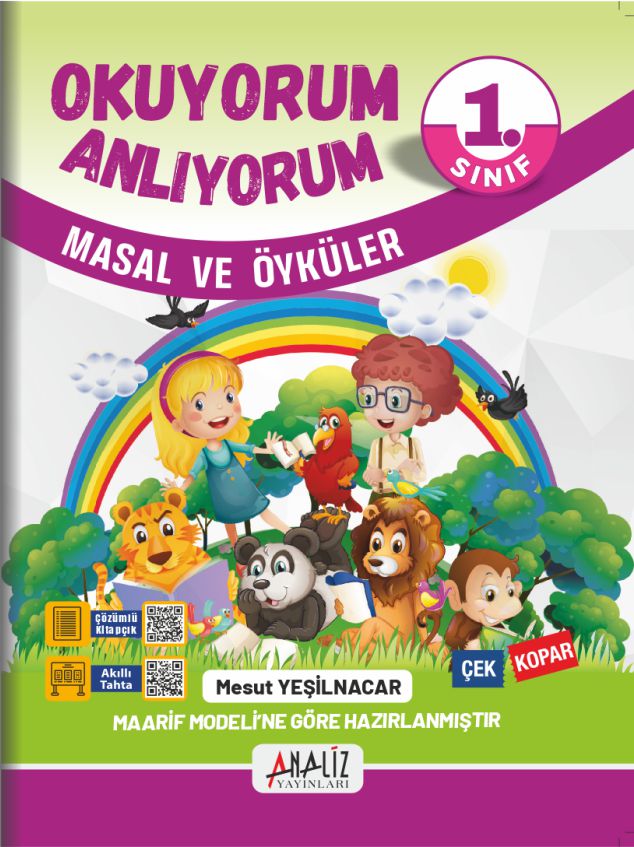 OKUYORUM
ANLIYORUM
1.
SINIF
MASAL VE ÖYKÜLER
Çözümlü
Kitapçık
Akıllı
Tahta
Mesut YEŞİLNACAR
ÇEK
KOPAR
MAARİF MODELİ'NE GÖRE HAZIRLANMIŞTIR
ANALİZ
YAYINLARI